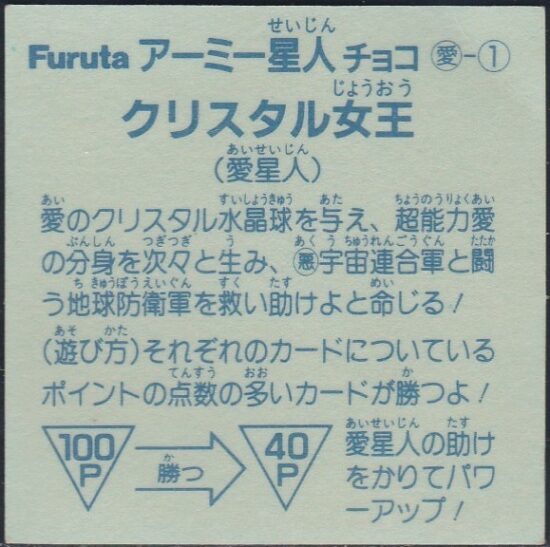 Furuta アーミー星人チョコ ㊝愛-①
クリスタル女王
(愛星人)
愛のクリスタル水晶球を与え、超能力愛
の分身を次々と生み、悪宇宙連合軍と闘
う地球防衛軍を救い助けよと命じる!
(遊び方)それぞれのカードについている
ポイントの点数の多いカードが勝つよ!
100P 勝つ 40P
愛星人の助け
をかりてパワ
ーアップ!